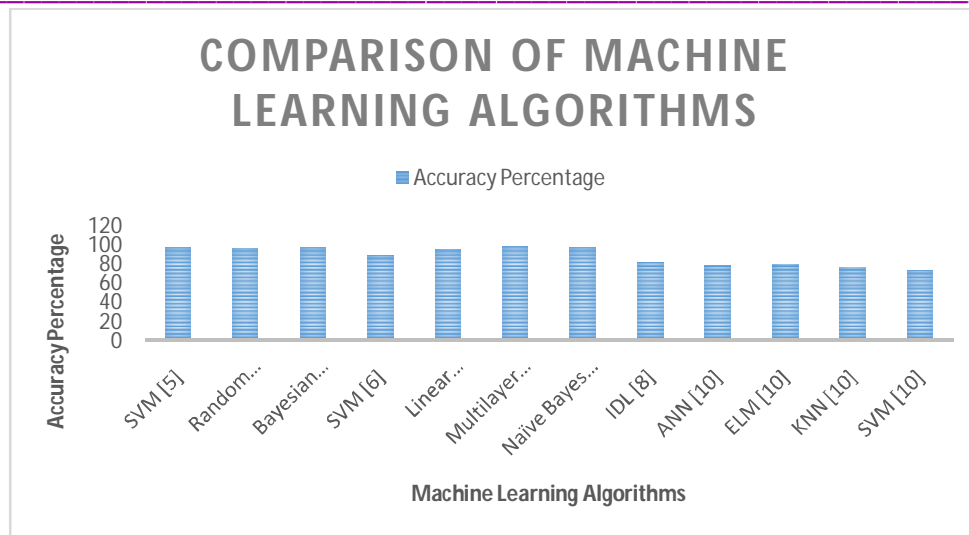 COMPARISON OF MACHINE
LEARNING ALGORITHMS
Accuracy Percentage
Accuracy Percentage
120
100
80
60
40
20
0
SVM [5]
Random...
Bayesian...
SVM [6]
Linear...
Multilayer...
Naïve Bayes...
IDL [8]
ANN [10]
ELM [10]
KNN [10]
SVM [10]
Machine Learning Algorithms